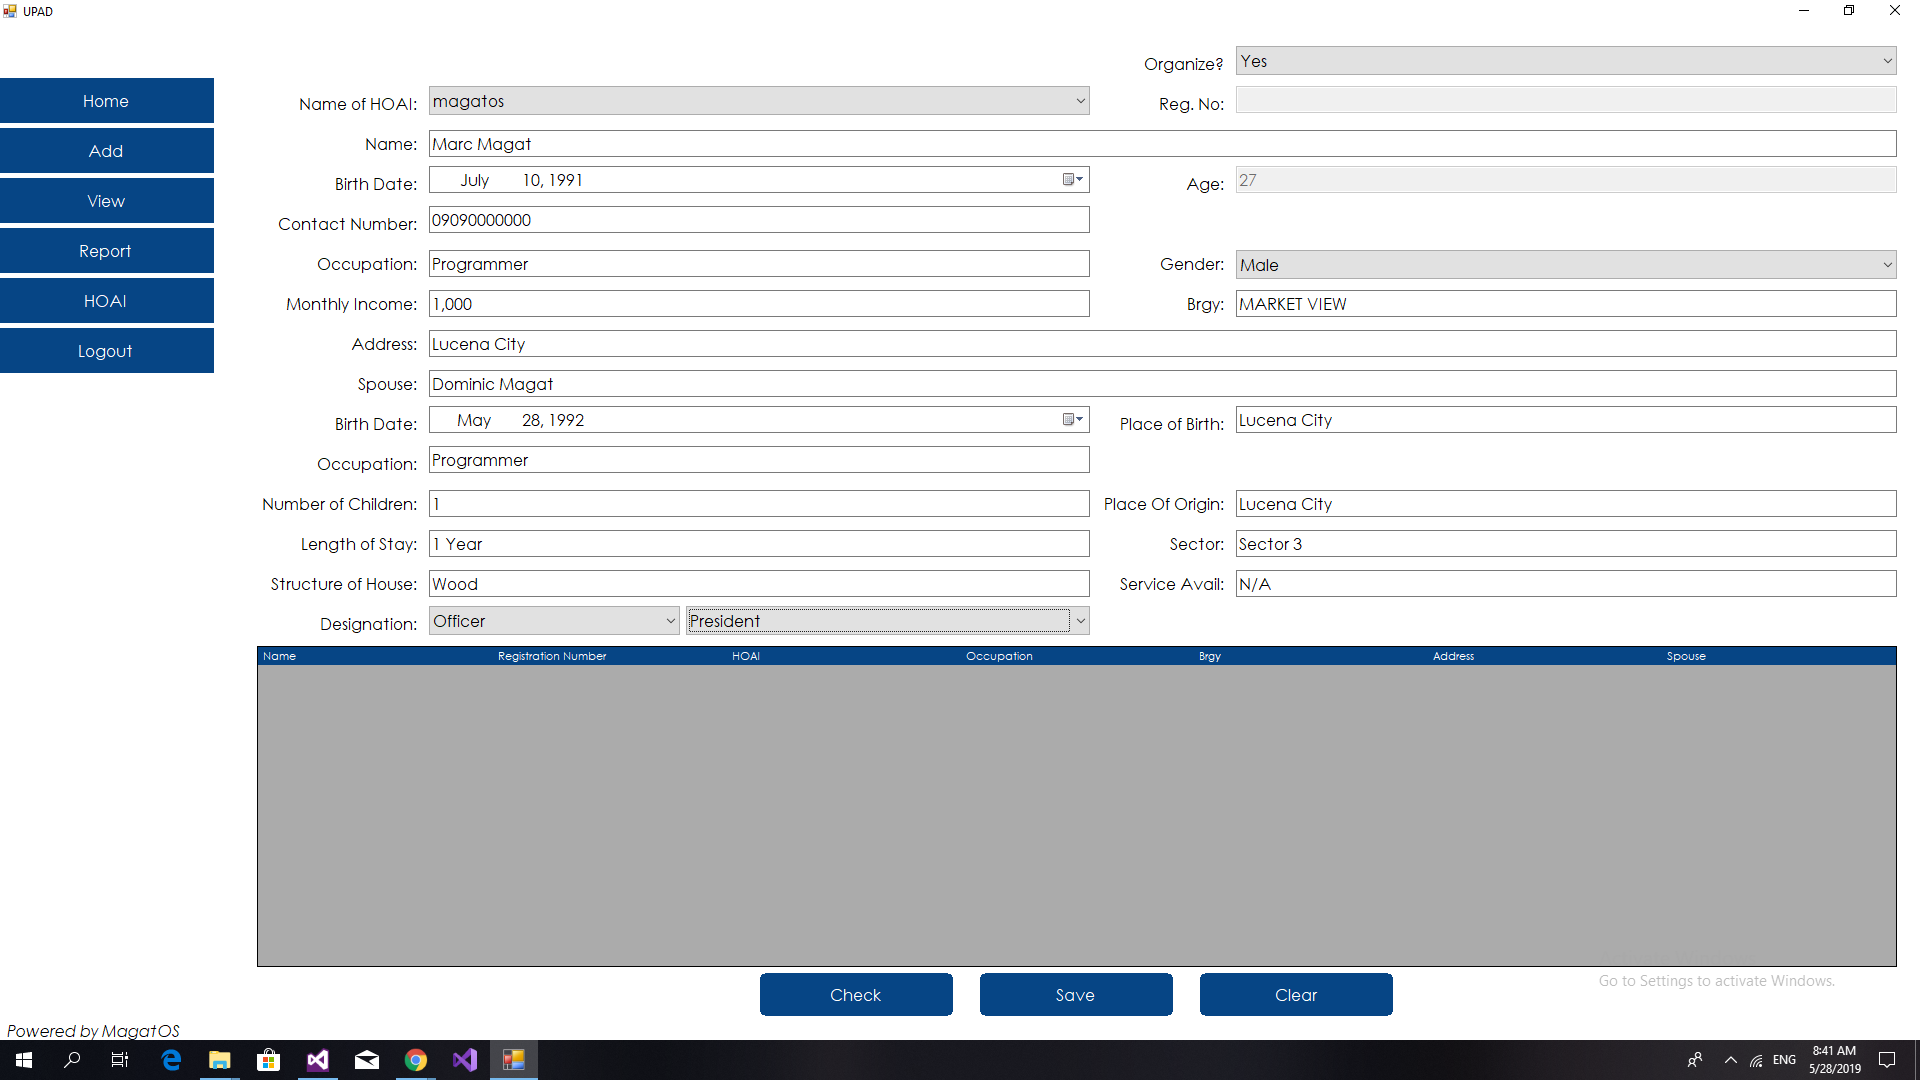 UPAD
Organize? Yes
Home
Name of HOAI: magatos Reg. No:
Add
Name: Marc Magat
Birth Date: July 10, 1991 Age: 27
View
Contact Number: 09090000000
Report
Occupation: Programmer Gender: Male
HOAI
Monthly Income: 1,000 Brgy: MARKET VIEW
Logout
Address: Lucena City
Spouse: Dominic Magat
Birth Date: May 28, 1992 Place of Birth: Lucena City
Occupation: Programmer
Number of Children: 1 Place Of Origin: Lucena City
Length of Stay: 1 Year Sector: Sector 3
Structure of House: Wood Service Avail: N/A
Designation: Officer President
Name Registration Number HOAI Occupation Brgy Address Spouse
Go to Settings to activate Windows.
Check Save Clear
Powered by MagatOS
ENG 8:41 AM
5/28/2019